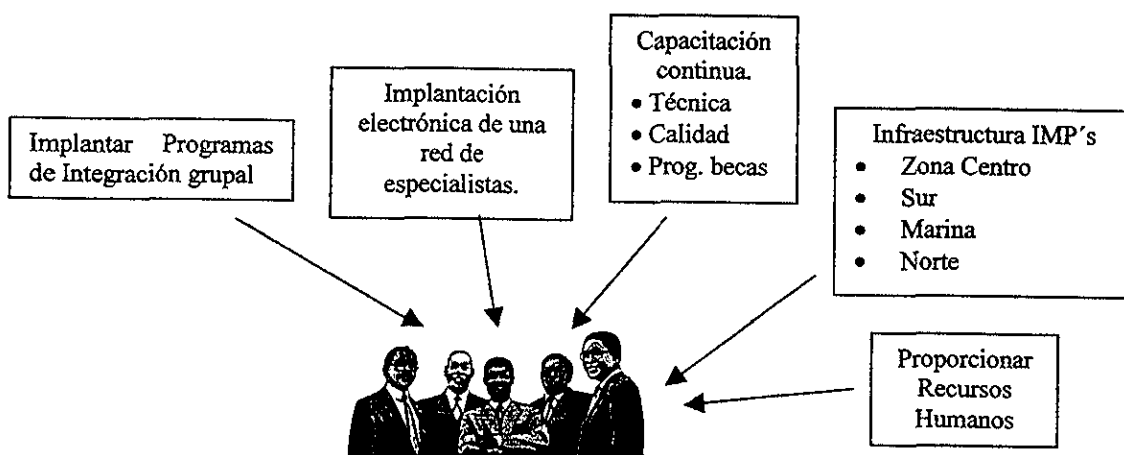 Implantar Programas
de Integración grupal
Implantación
electrónica de una
red de
especialistas.
Capacitación
continua.
• Técnica
• Calidad
• Prog. becas
Infraestructura IMP´s
• Zona Centro
• Sur
• Marina
• Norte
Proporcionar
Recursos
Humanos